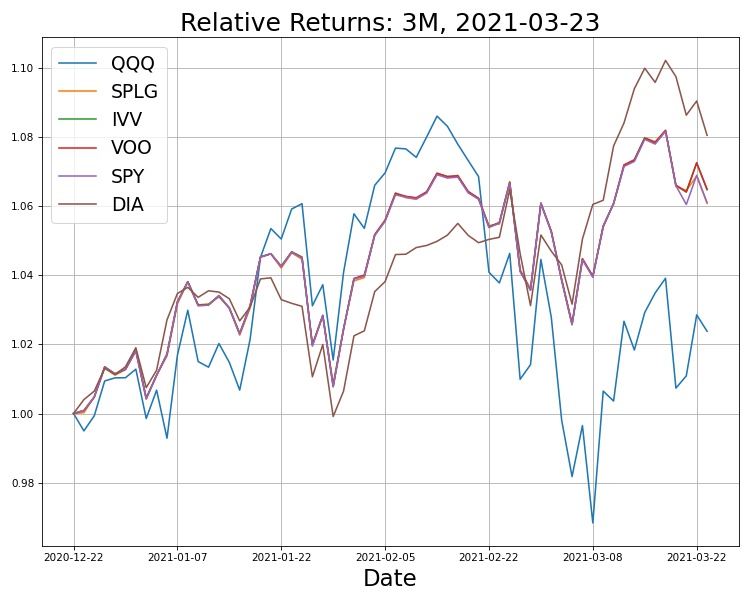 Relative Returns: 3M, 2021-03-23
QQQ
SPLG
IVV
VOO
SPY
DIA
1.10
1.08
1.06
1.04
1.02
1.00
0.98
2020-12-22
2021-01-07
2021-01-22
2021-02-05
2021-02-22
2021-03-08
2021-03-22
Date